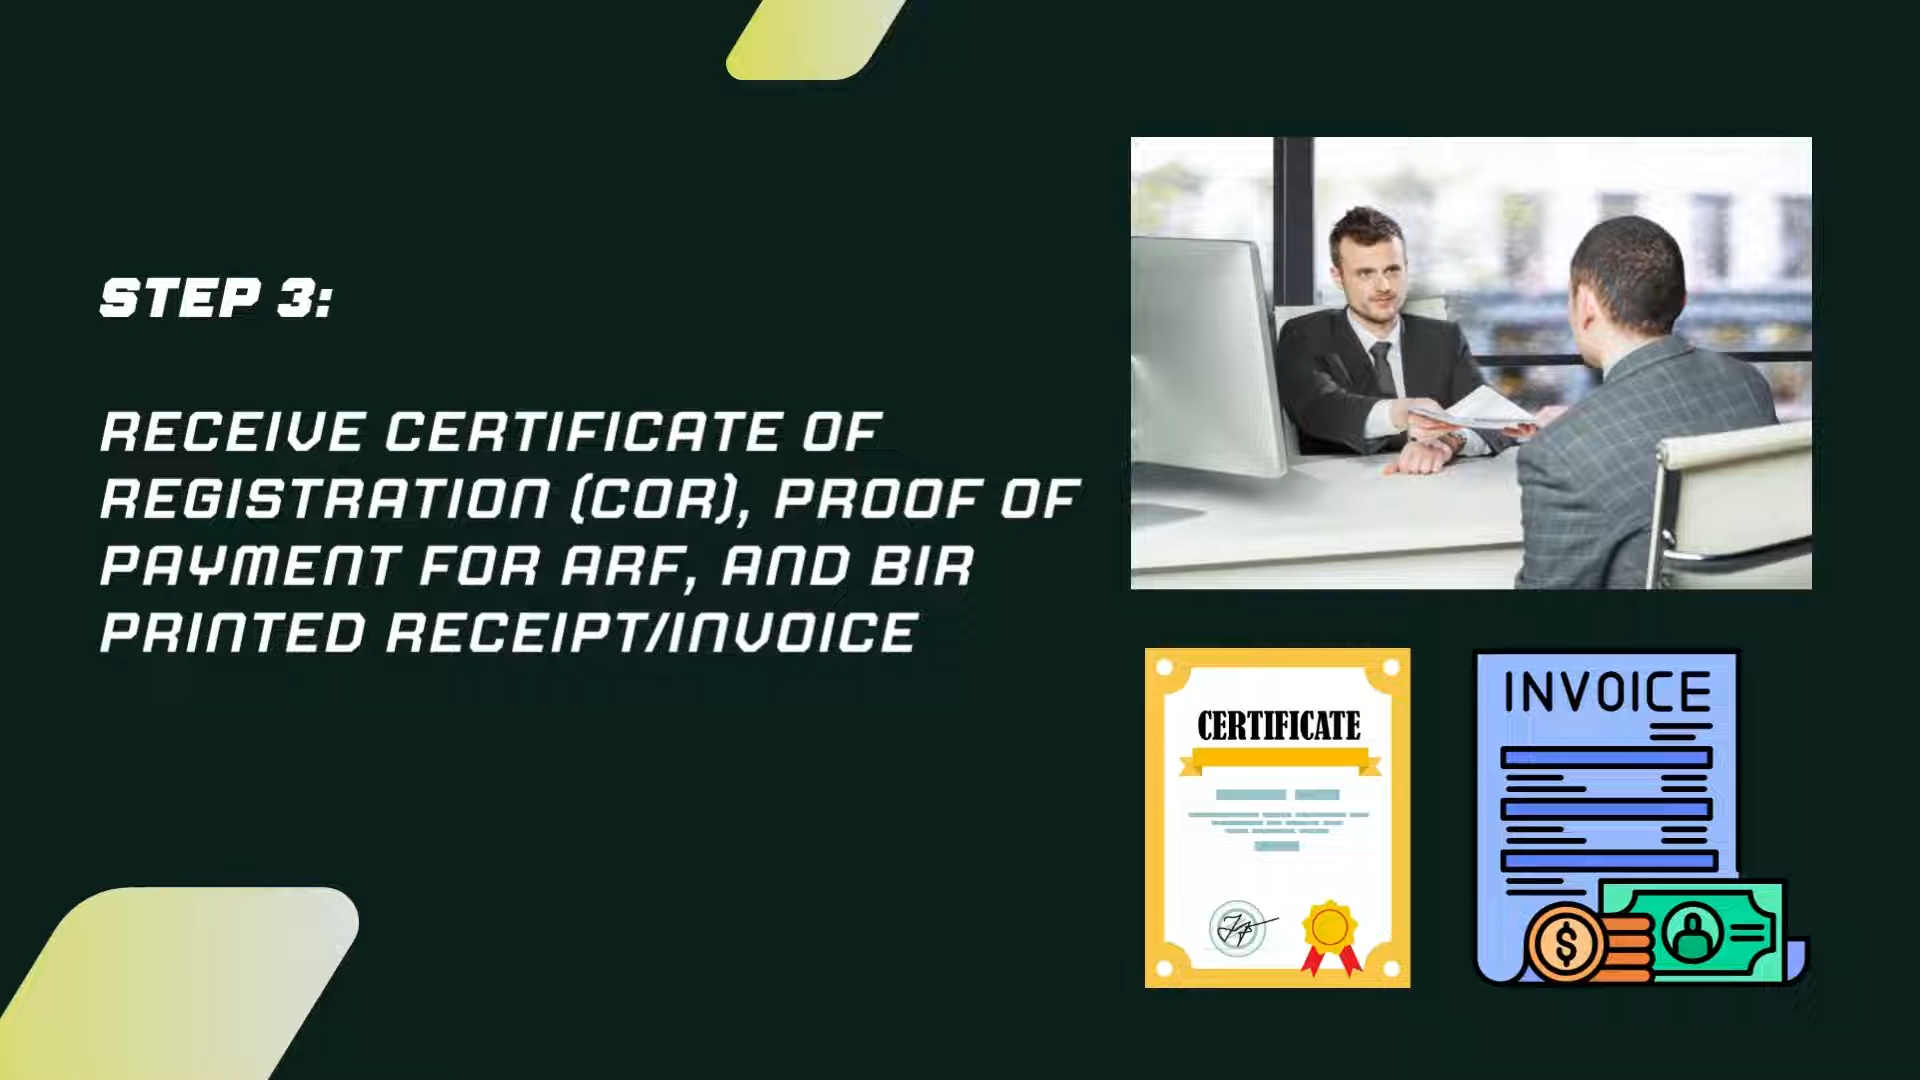 STEP 3:
RECEIVE CERTIFICATE OF
REGISTRATION (COR), PROOF OF
PAYMENT FOR ARF, AND BIR
PRINTED RECEIPT/INVOICE
CERTIFICATE
INVOICE
$